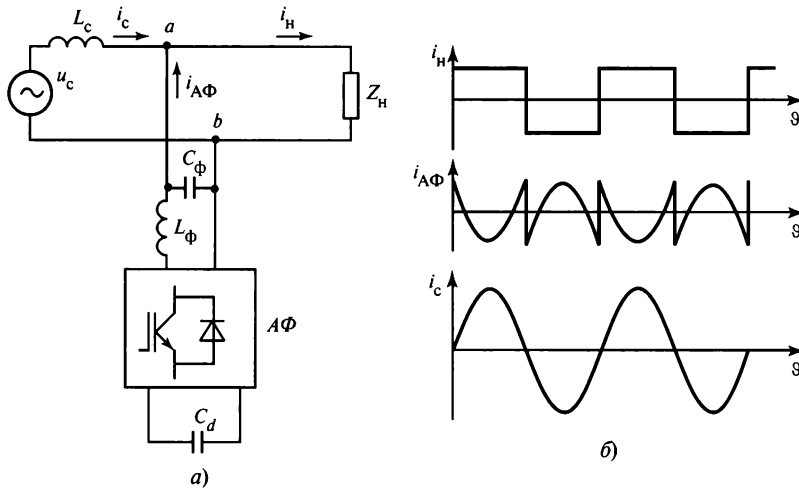 L_c i_c a i_н
u_c
i_АФ
Z_н
b
C_ф
L_ф
АФ
C_d
а)
i_н
ϑ
i_АФ
ϑ
i_c
ϑ
б)